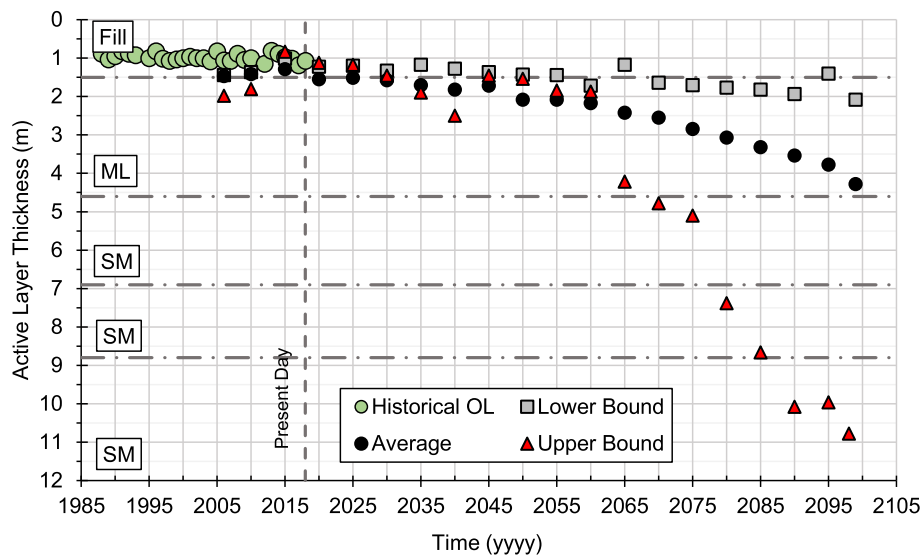 0
1
2
3
4
5
6
7
8
9
10
11
12
Active Layer Thickness (m)
Fill
ML
SM
SM
SM
Present Day
Historical OL
Lower Bound
Average
Upper Bound
1985 1995 2005 2015 2025 2035 2045 2055 2065 2075 2085 2095 2105
Time (yyyy)